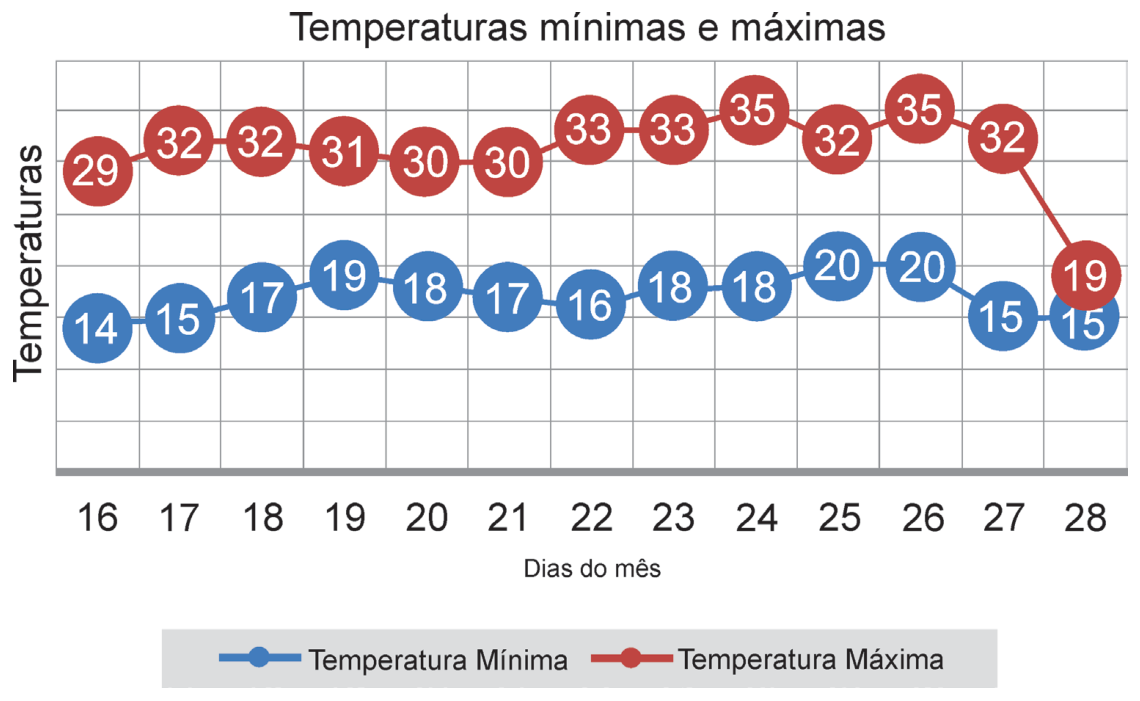 Temperaturas mínimas e máximas
Temperaturas
29 32 32 31 30 30 33 33 35 32 35 32 19
14 15 17 19 18 17 16 18 18 20 20 15 15
16 17 18 19 20 21 22 23 24 25 26 27 28
Dias do mês
Temperatura Mínima Temperatura Máxima